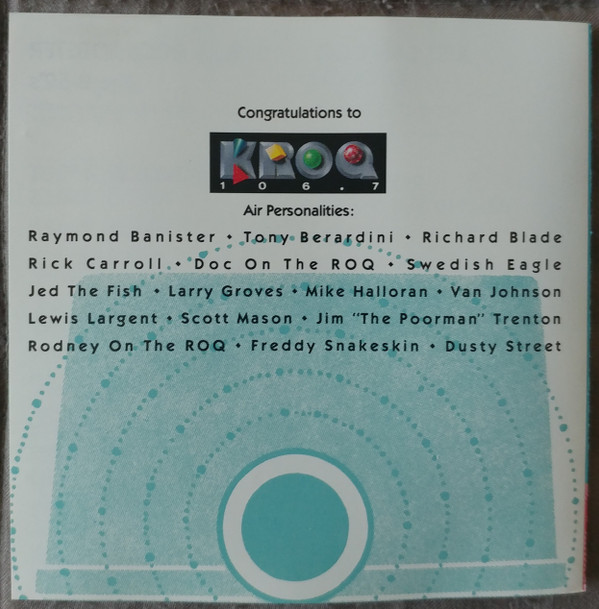 Congratulations to
KROQ
106.7
Air Personalities:
Raymond Banister • Tony Berardini • Richard Blade
Rick Carroll • Doc On The ROQ • Swedish Eagle
Jed The Fish • Larry Groves • Mike Halloran • Van Johnson
Lewis Largent • Scott Mason • Jim "The Poorman" Trenton
Rodney On The ROQ • Freddy Snakeskin • Dusty Street